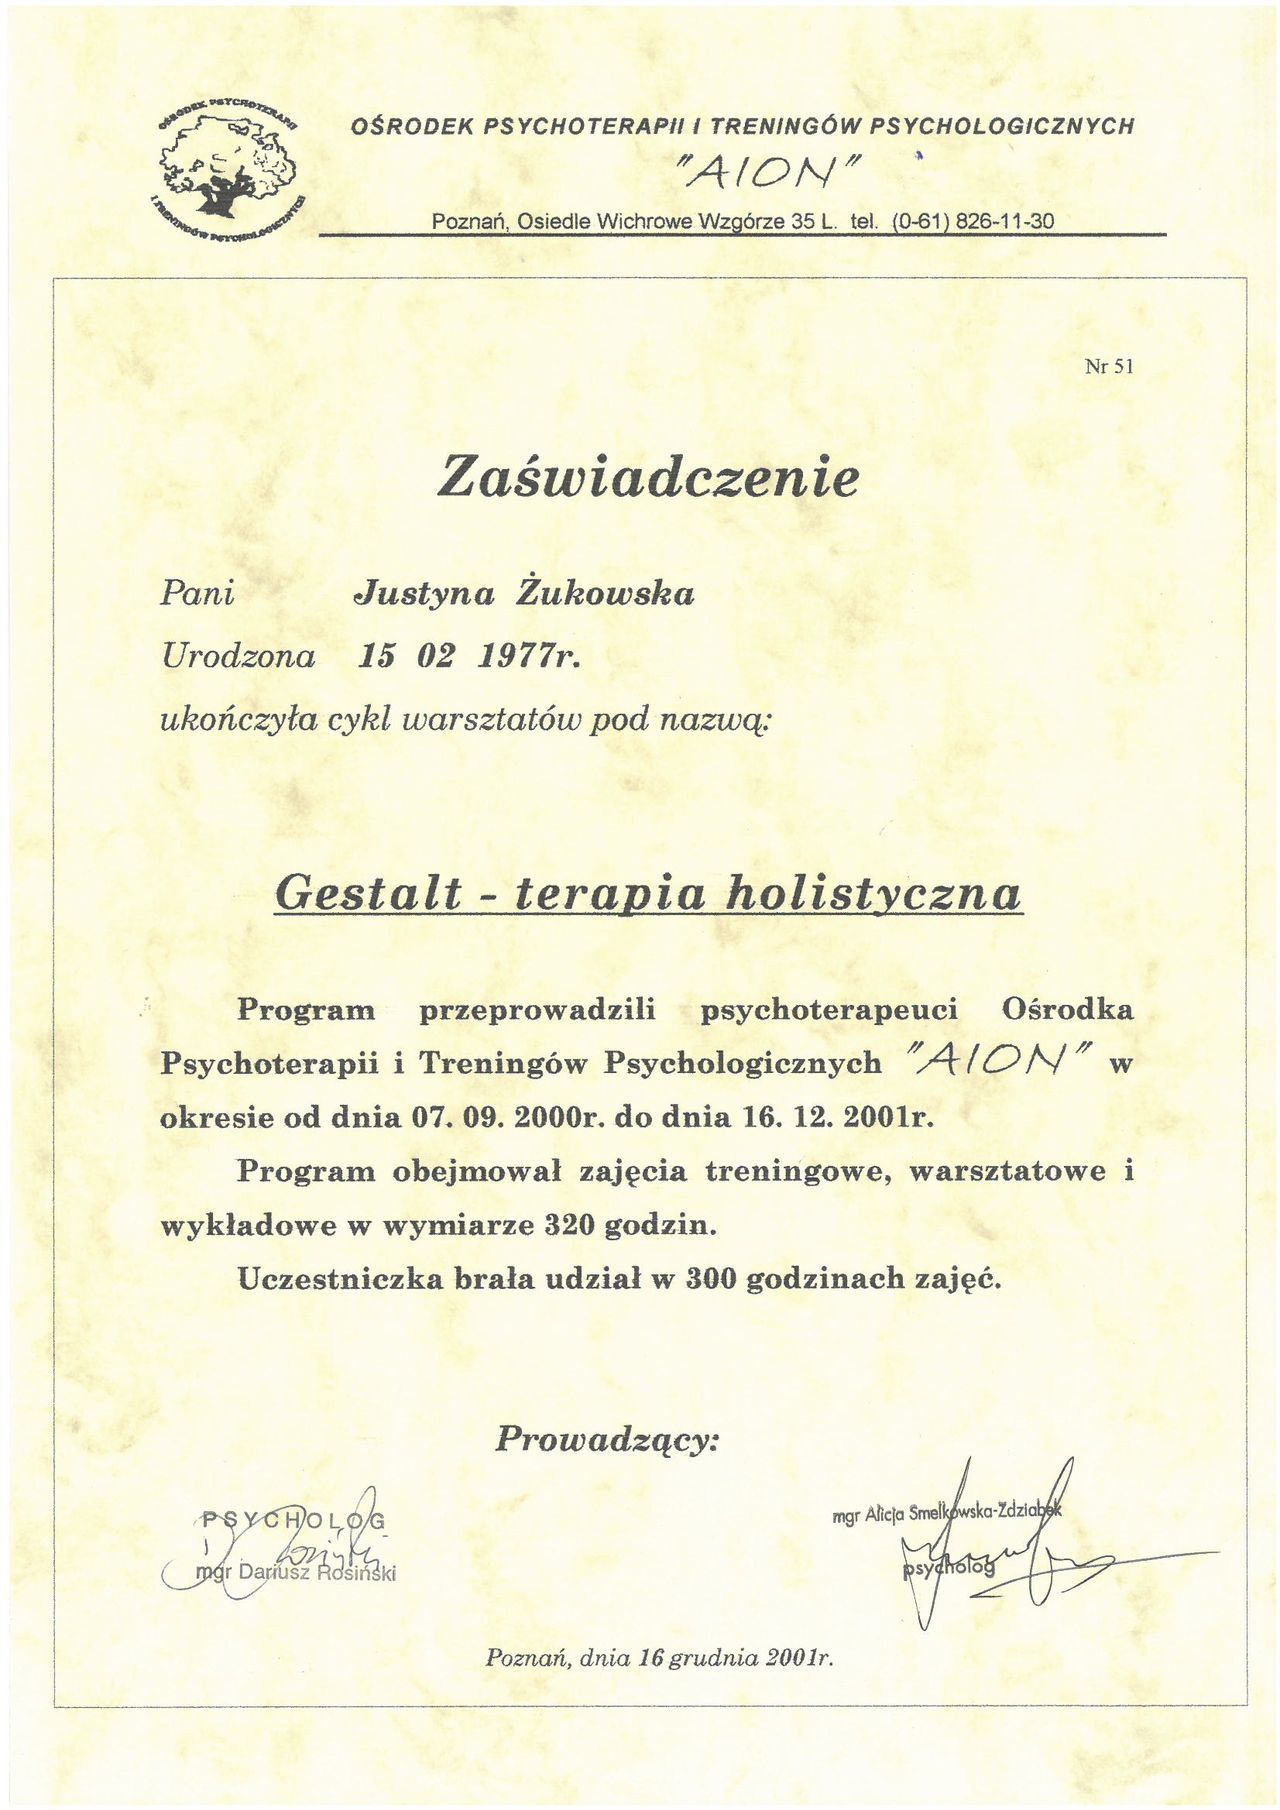 OŚRODEK PSYCHOTERAPII
I TRENINGÓW PSYCHOLOGICZNYCH
OŚRODEK PSYCHOTERAPII I TRENINGÓW PSYCHOLOGICZNYCH
"AION"
Poznań, Osiedle Wichrowe Wzgórze 35 L. tel. (0-61) 826-11-30
Nr 51
Zaświadczenie
Pani Justyna Żukowska
Urodzona 15 02 1977r.
ukończyła cykl warsztatów pod nazwą:
Gestalt - terapia holistyczna
Program przeprowadzili psychoterapeuci Ośrodka
Psychoterapii i Treningów Psychologicznych "AION" w
okresie od dnia 07. 09. 2000r. do dnia 16. 12. 2001r.
Program obejmował zajęcia treningowe, warsztatowe i
wykładowe w wymiarze 320 godzin.
Uczestniczka brała udział w 300 godzinach zajęć.
Prowadzący:
PSYCHOLOG
mgr Dariusz Rosiński
mgr Alicja Smelkowska-Zdziabek
psycholog
Poznań, dnia 16 grudnia 2001r.